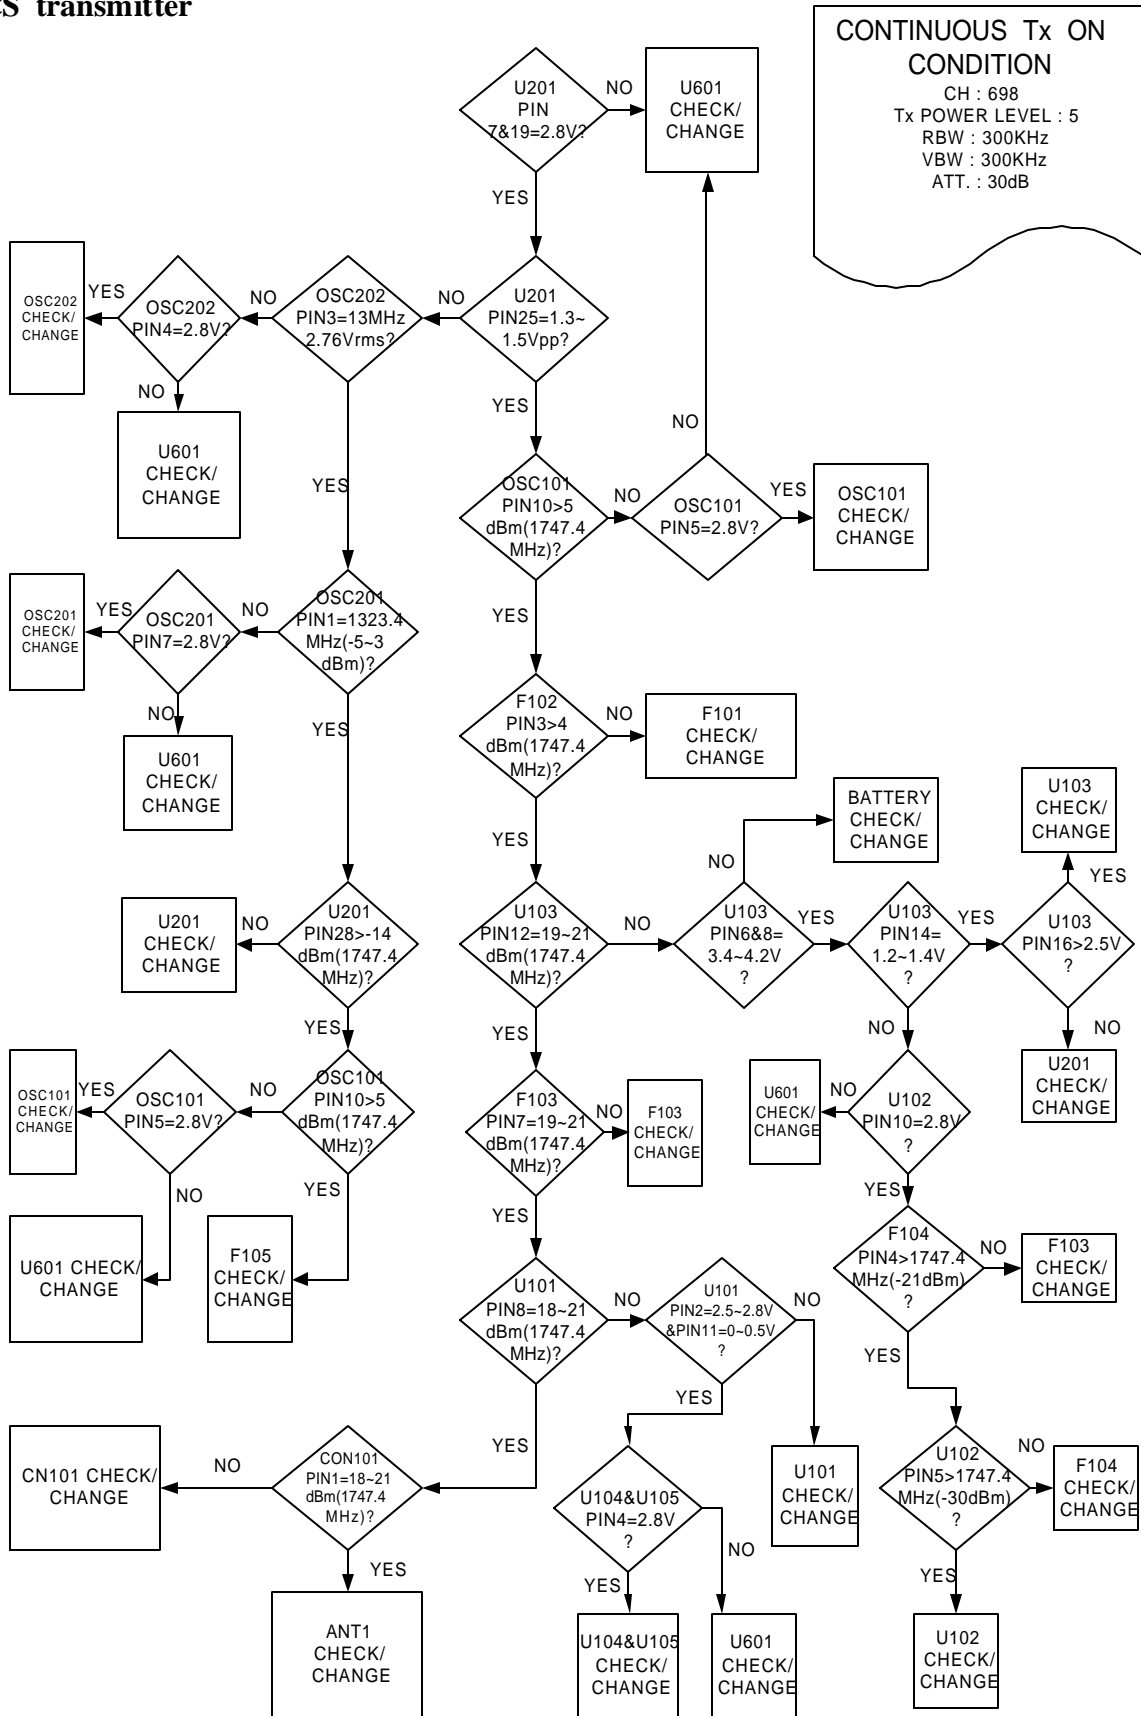 CS transmitter
CONTINUOUS Tx ON
CONDITION
CH : 698
Tx POWER LEVEL : 5
RBW : 300KHz
VBW : 300KHz
ATT. : 30dB
U201
PIN
7&19=2.8V?
NO
U601
CHECK/
CHANGE
YES
OSC202
CHECK/
CHANGE
YES
OSC202
PIN4=2.8V?
NO
OSC202
PIN3=13MHz
2.76Vrms?
NO
U201
PIN25=1.3~
1.5Vpp?
NO
U601
CHECK/
CHANGE
YES
YES
NO
OSC101
PIN10>5
dBm(1747.4
MHz)?
NO
OSC101
PIN5=2.8V?
YES
OSC101
CHECK/
CHANGE
OSC201
CHECK/
CHANGE
YES
OSC201
PIN7=2.8V?
NO
OSC201
PIN1=1323.4
MHz(-5~3
dBm)?
YES
NO
U601
CHECK/
CHANGE
YES
F102
PIN3>4
dBm(1747.4
MHz)?
NO
F101
CHECK/
CHANGE
YES
BATTERY
CHECK/
CHANGE
NO
U103
CHECK/
CHANGE
YES
U201
CHECK/
CHANGE
NO
U201
PIN28>-14
dBm(1747.4
MHz)?
U103
PIN12=19~21
dBm(1747.4
MHz)?
NO
U103
PIN6&8=
3.4~4.2V
?
YES
U103
PIN14=
1.2~1.4V
?
YES
U103
PIN16>2.5V
?
YES
YES
NO
NO
U201
CHECK/
CHANGE
OSC101
CHECK/
CHANGE
YES
OSC101
PIN5=2.8V?
NO
OSC101
PIN10>5
dBm(1747.4
MHz)?
F103
PIN7=19~21
dBm(1747.4
MHz)?
NO
F103
CHECK/
CHANGE
U601
CHECK/
CHANGE
NO
U102
PIN10=2.8V
?
NO
YES
YES
YES
U601 CHECK/
CHANGE
F105
CHECK/
CHANGE
F104
PIN4>1747.4
MHz(-21dBm)
?
NO
F103
CHECK/
CHANGE
U101
PIN8=18~21
dBm(1747.4
MHz)?
NO
U101
PIN2=2.5~2.8V
&PIN11=0~0.5V
?
NO
YES
YES
YES
CN101 CHECK/
CHANGE
NO
CON101
PIN1=18~21
dBm(1747.4
MHz)?
U101
CHECK/
CHANGE
U102
PIN5>1747.4
MHz(-30dBm)
?
NO
F104
CHECK/
CHANGE
U104&U105
PIN4=2.8V
?
NO
YES
YES
YES
ANT1
CHECK/
CHANGE
U104&U105
CHECK/
CHANGE
U601
CHECK/
CHANGE
U102
CHECK/
CHANGE